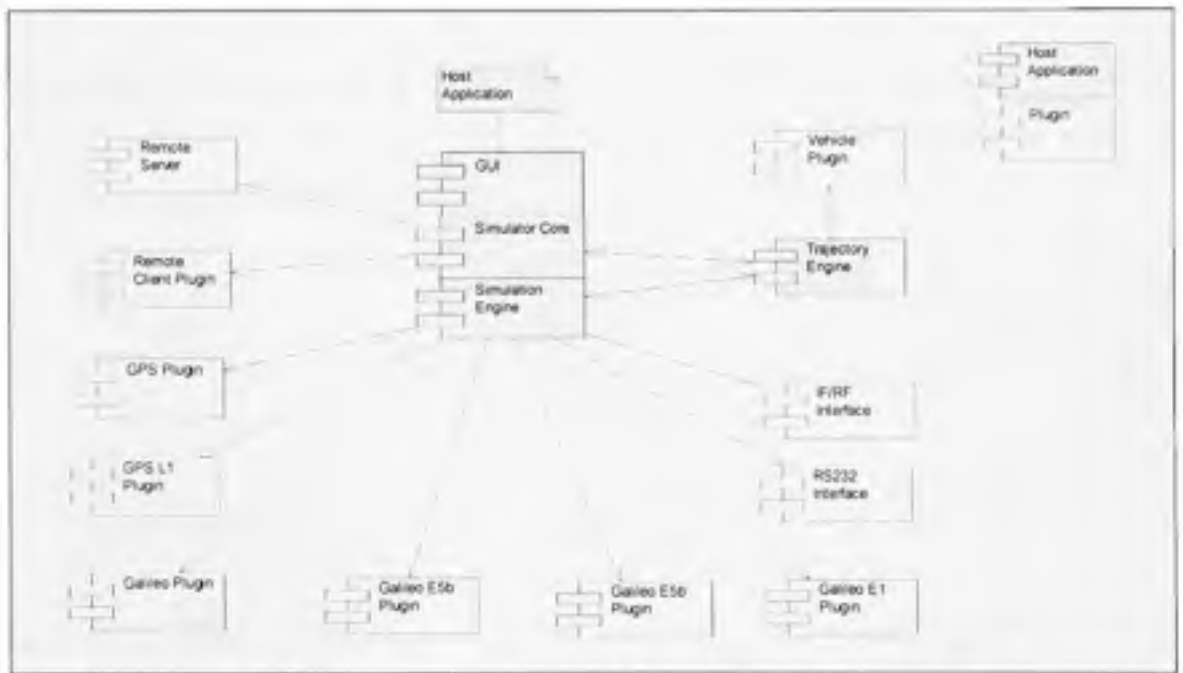 Host
Application
Host
Application
Plugin
Remote
Server
GUI
Vehicle
Plugin
Simulator Core
Trajectory
Engine
Remote
Client Plugin
Simulation
Engine
GPS Plugin
IF/RF
Interface
GPS L1
Plugin
RS232
Interface
Galileo Plugin
Galileo E5b
Plugin
Galileo E5b
Plugin
Galileo E1
Plugin